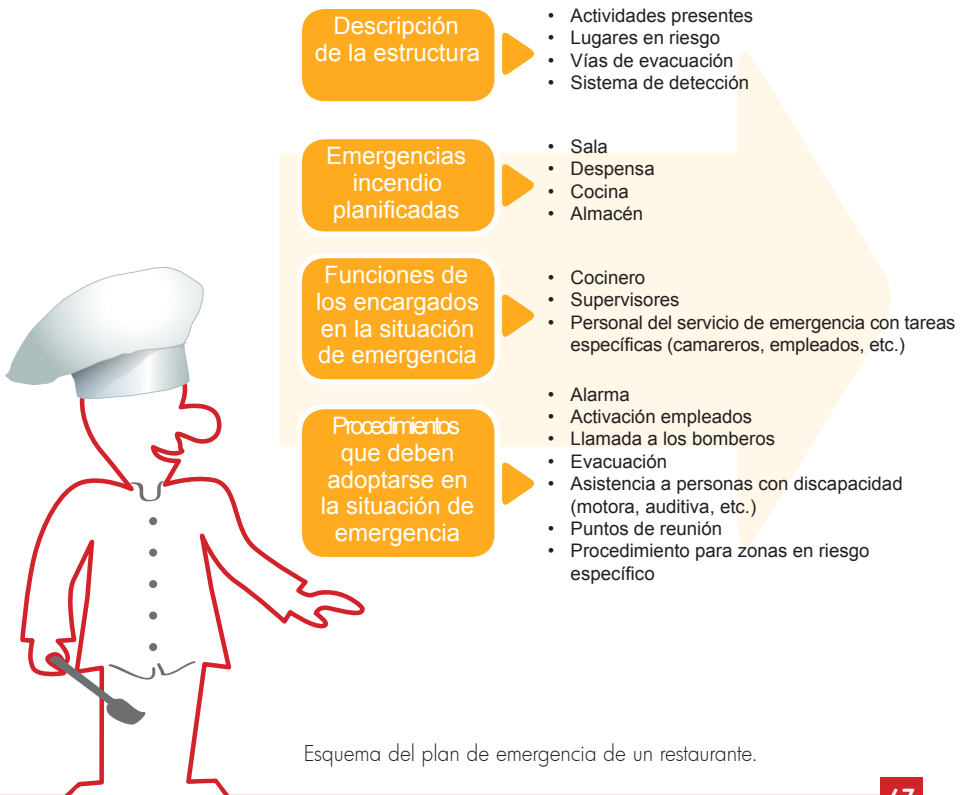 Descripción
de la estructura
• Actividades presentes
• Lugares en riesgo
• Vías de evacuación
• Sistema de detección
Emergencias
incendio
planificadas
• Sala
• Despensa
• Cocina
• Almacén
Funciones de
los encargados
en la situación
de emergencia
• Cocinero
• Supervisores
• Personal del servicio de emergencia con tareas
específicas (camareros, empleados, etc.)
Procedimientos
que deben
adoptarse en
la situación de
emergencia
• Alarma
• Activación empleados
• Llamada a los bomberos
• Evacuación
• Asistencia a personas con discapacidad
(motora, auditiva, etc.)
• Puntos de reunión
• Procedimiento para zonas en riesgo
específico
Esquema del plan de emergencia de un restaurante.